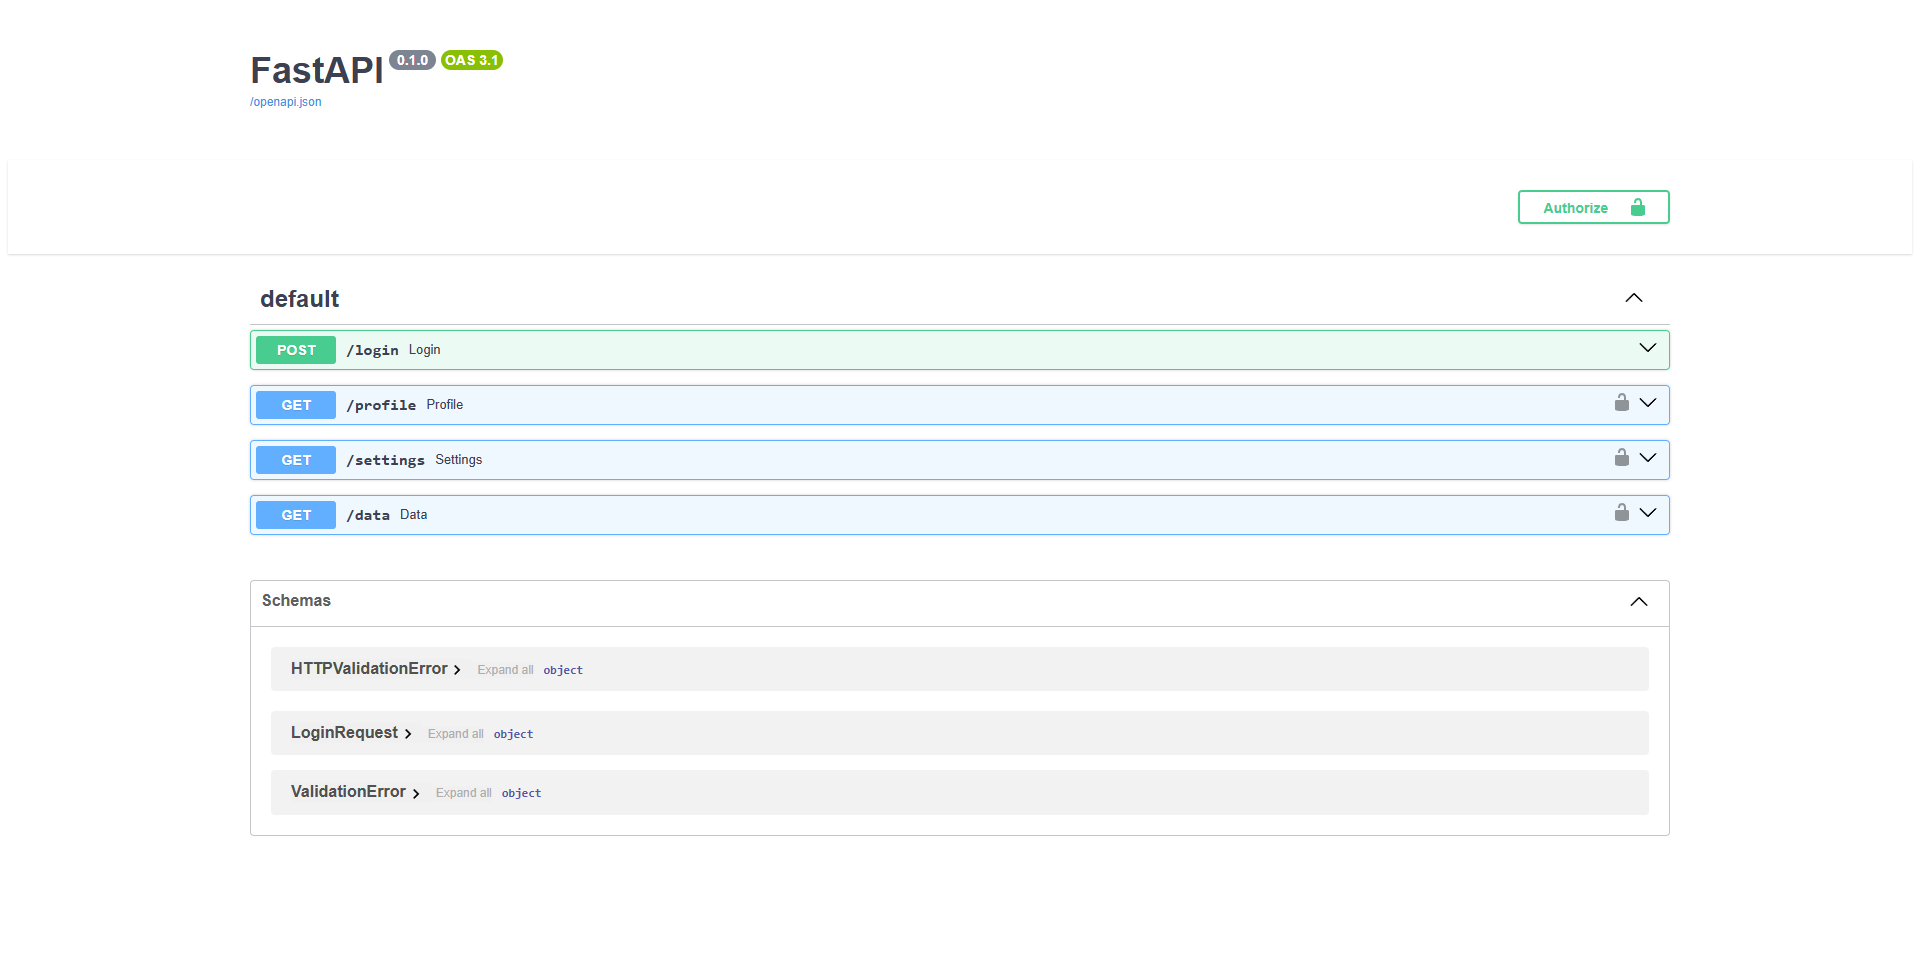 FastAPI 0.1.0 OAS 3.1
/openapi.json
Authorize
default
POST /login Login
GET /profile Profile
GET /settings Settings
GET /data Data
Schemas
HTTPValidationError Expand all object
LoginRequest Expand all object
ValidationError Expand all object